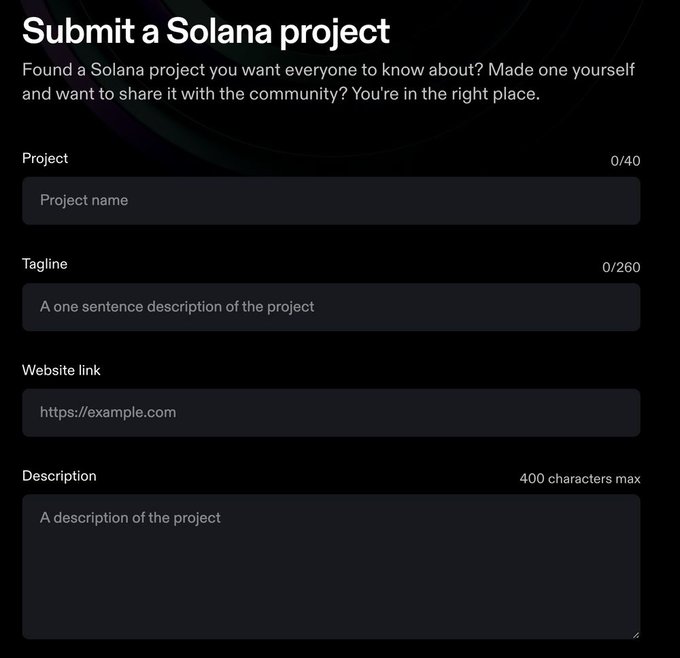 Submit a Solana project
Found a Solana project you want everyone to know about? Made one yourself
and want to share it with the community? You're in the right place.
Project
0/40
Project name
Tagline
0/260
A one sentence description of the project
Website link
https://example.com
Description
400 characters max
A description of the project